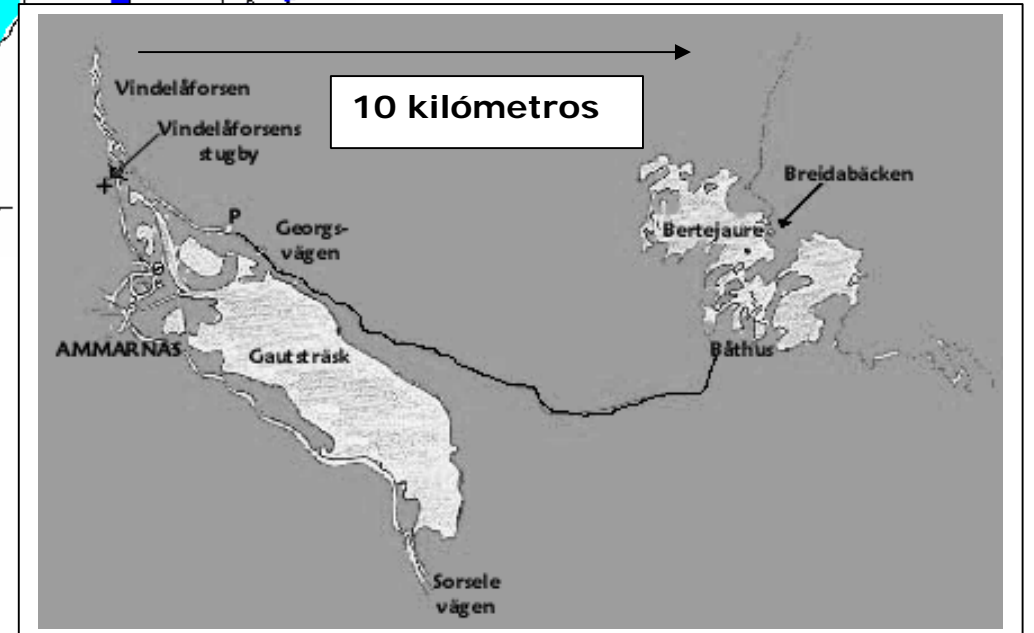 10 kilómetros
Vindelåforsen
Vindelåforsens
stugby
Breidabäcken
P
Georgs-
vägen
Bertejaure
AMMARNÄS
Gautsträsk
Båthus
Sorsele
vägen